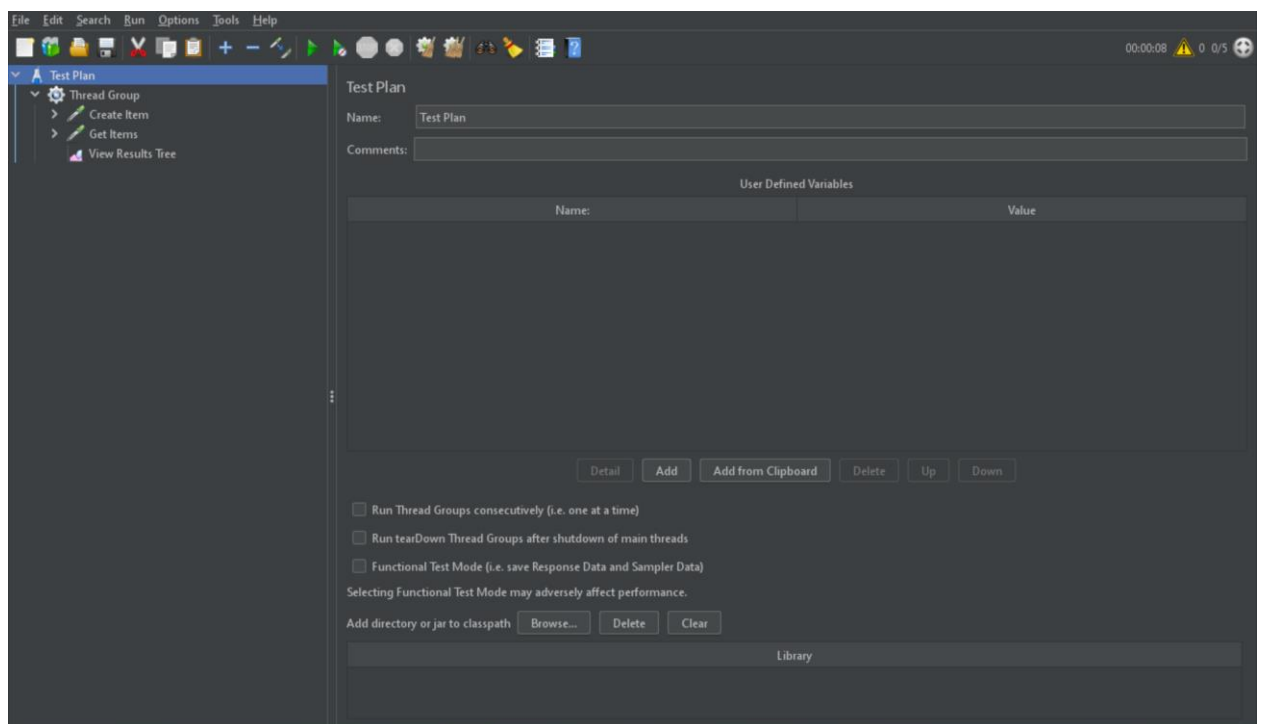 File Edit Search Run Options Tools Help
00:00:08 0 0/5
Test Plan
Thread Group
Create Item
Get Items
View Results Tree
Test Plan
Name: Test Plan
Comments:
User Defined Variables
Name: Value
Detail Add Add from Clipboard Delete Up Down
Run Thread Groups consecutively (i.e. one at a time)
Run tearDown Thread Groups after shutdown of main threads
Functional Test Mode (i.e. save Response Data and Sampler Data)
Selecting Functional Test Mode may adversely affect performance.
Add directory or jar to classpath Browse... Delete Clear
Library